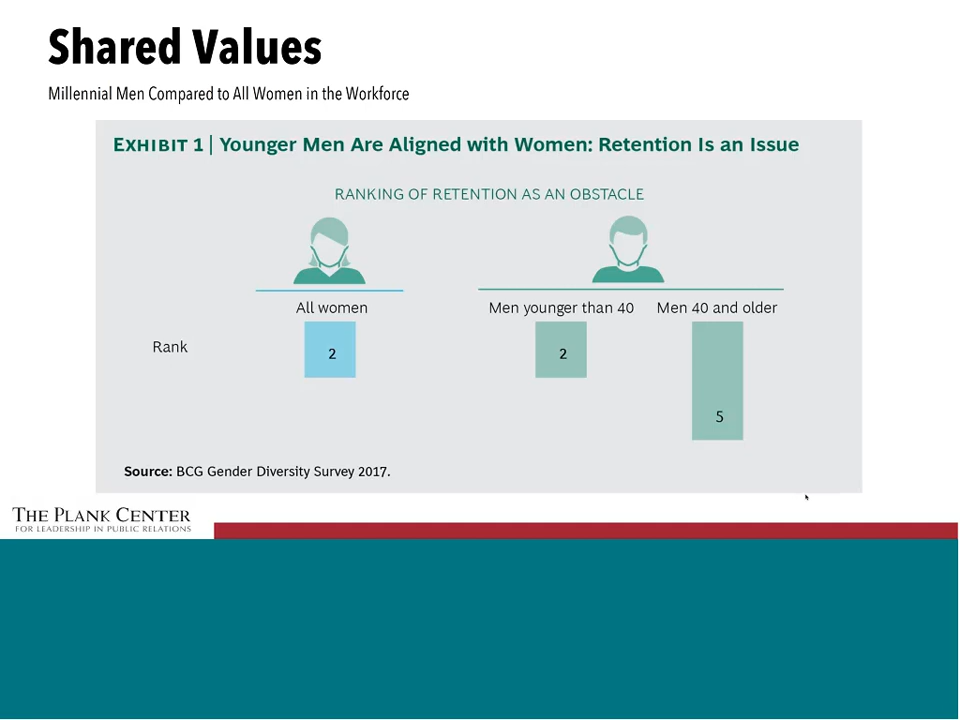 Shared Values
Millennial Men Compared to All Women in the Workforce
EXHIBIT 1 | Younger Men Are Aligned with Women: Retention Is an Issue
RANKING OF RETENTION AS AN OBSTACLE
All women
Men younger than 40
Men 40 and older
Rank
2
2
5
Source: BCG Gender Diversity Survey 2017.
THE PLANK CENTER
FOR LEADERSHIP IN PUBLIC RELATIONS